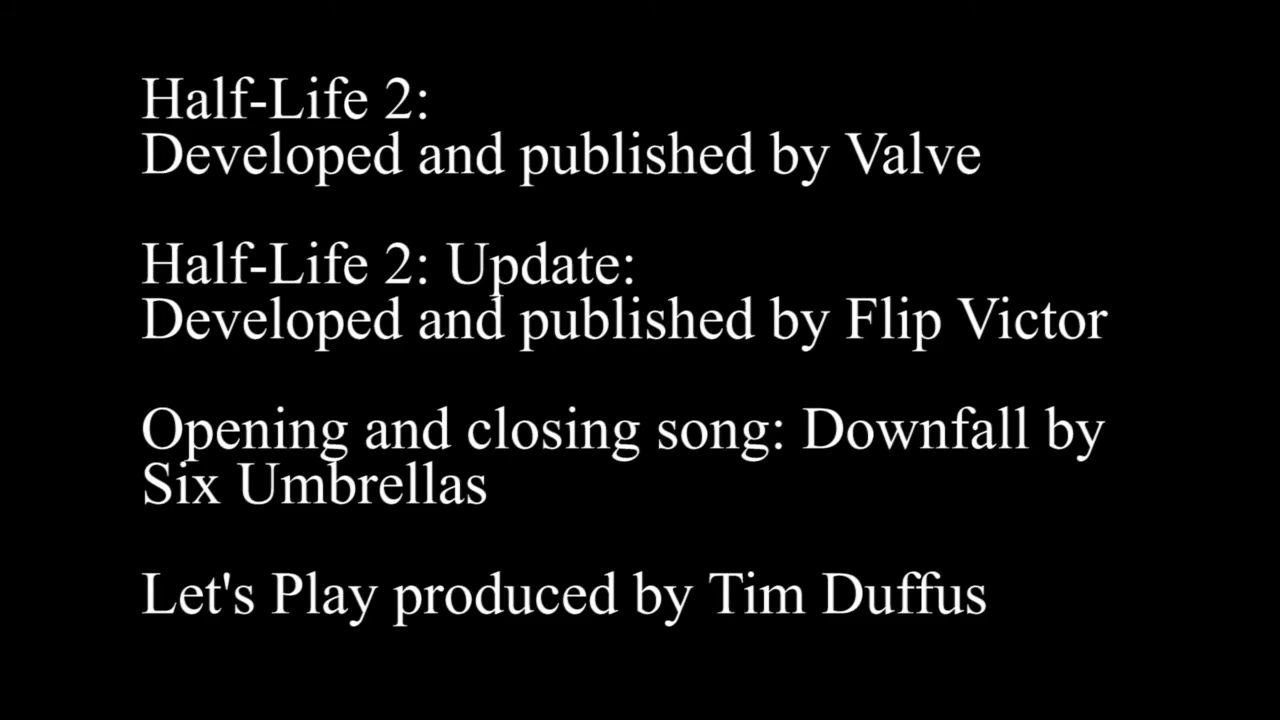 Half-Life 2:
Developed and published by Valve
Half-Life 2: Update:
Developed and published by Flip Victor
Opening and closing song: Downfall by
Six Umbrellas
Let's Play produced by Tim Duffus